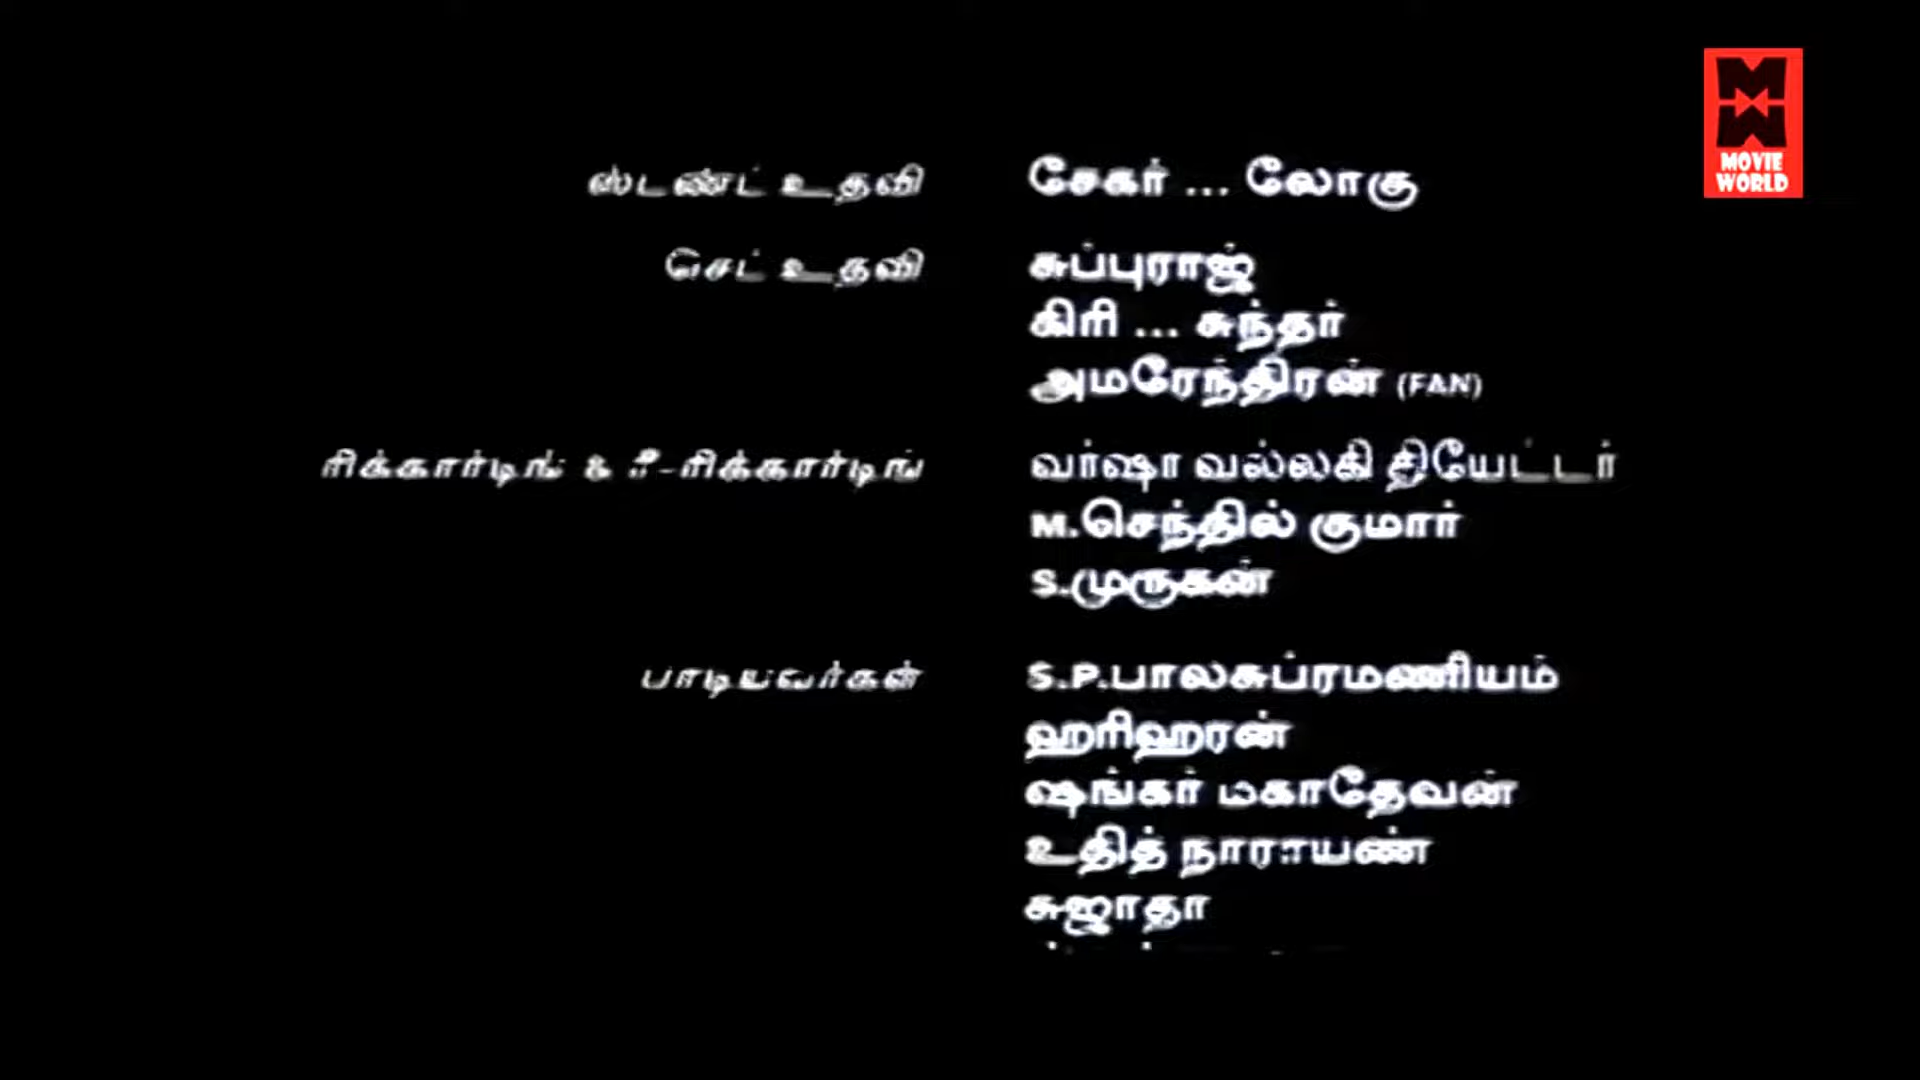 MOVIE
WORLD
ஸ்டண்ட் உதவி சேகர் ... லோகு
செட் உதவி சுப்புராஜ்
கிரி ... சுந்தர்
அமரேந்திரன் (FAN)
ரிக்கார்டிங் & ரீ-ரிக்கார்டிங் வர்ஷா வல்லகி தியேட்டர்
M.செந்தில் குமார்
S.முருகன்
பாடியவர்கள் S.P.பாலசுப்ரமணியம்
ஹரிஹரன்
ஷங்கர் மகாதேவன்
உதித் நாராயண்
சுஜாதா